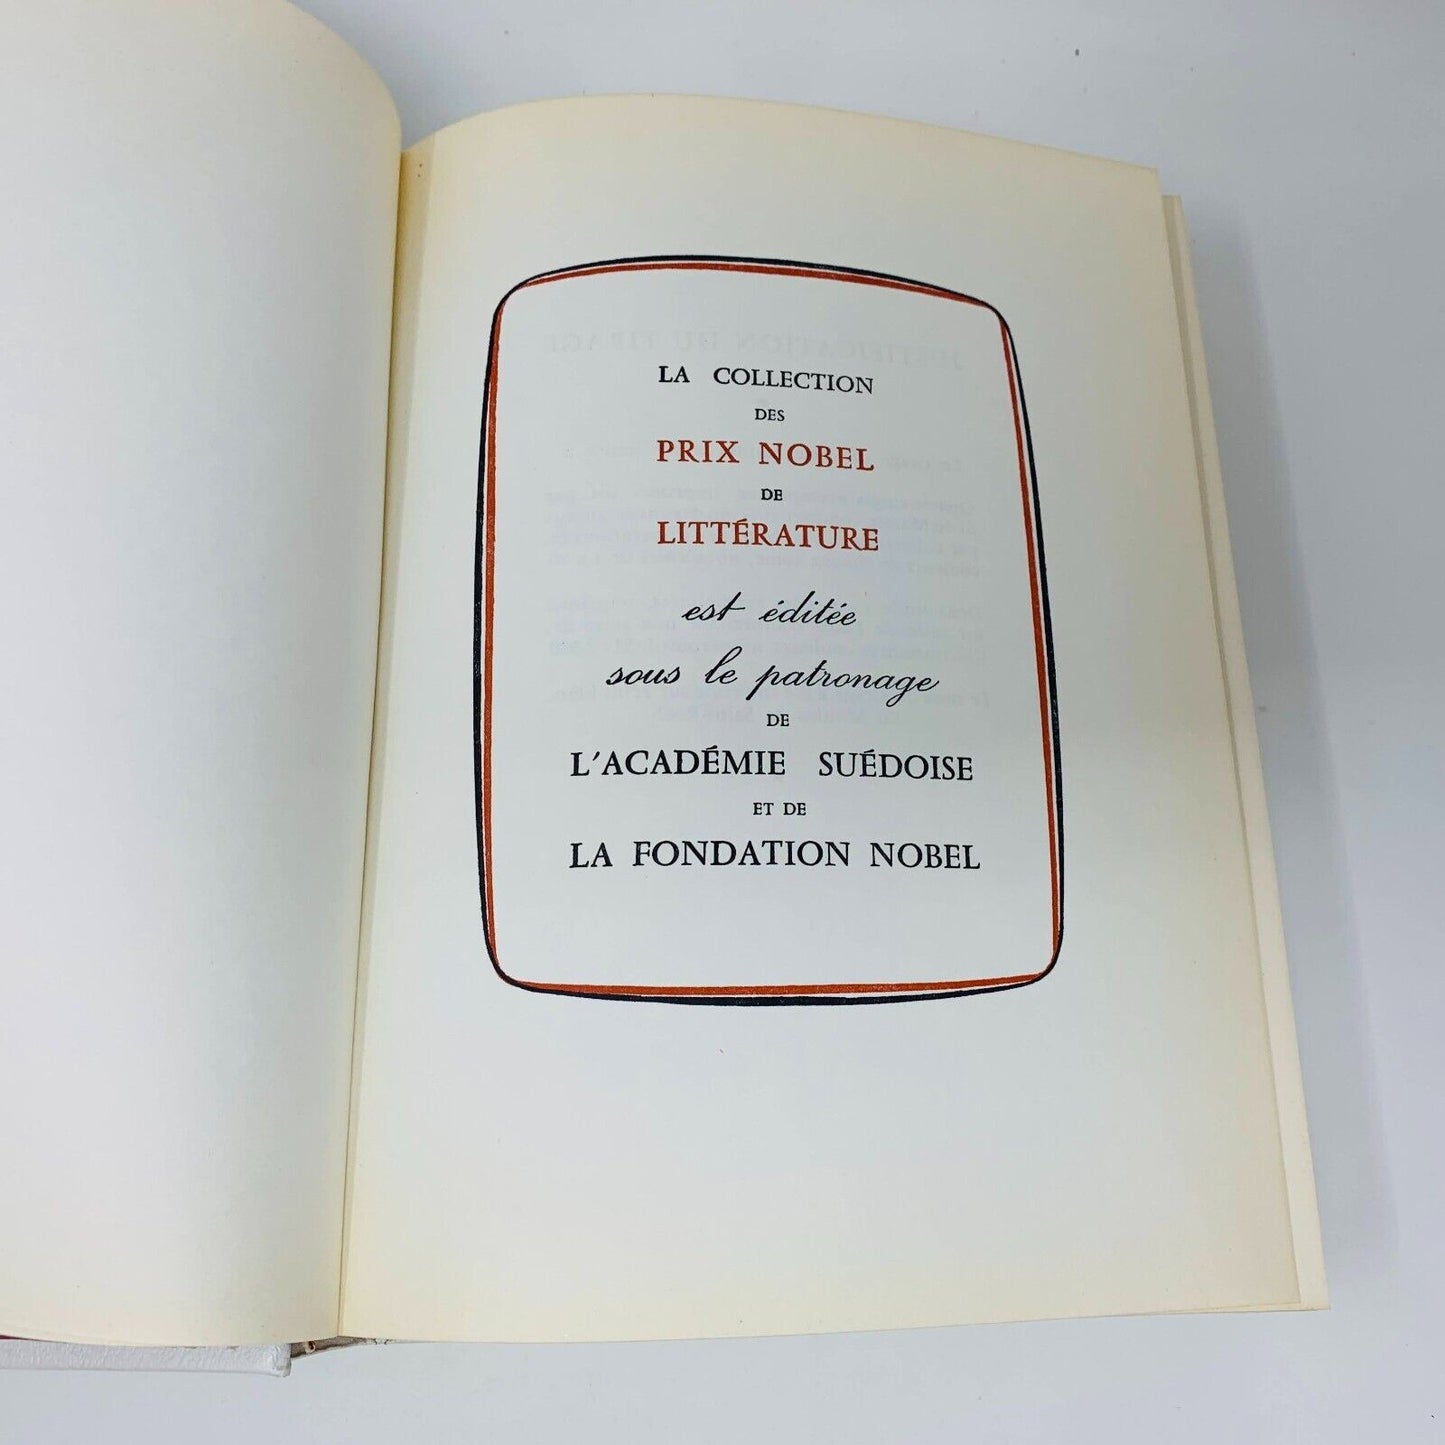 LA COLLECTION
DES
PRIX NOBEL
DE
LITTÉRATURE
est éditée
sous le patronage
DE
L'ACADÉMIE SUÉDOISE
ET DE
LA FONDATION NOBEL